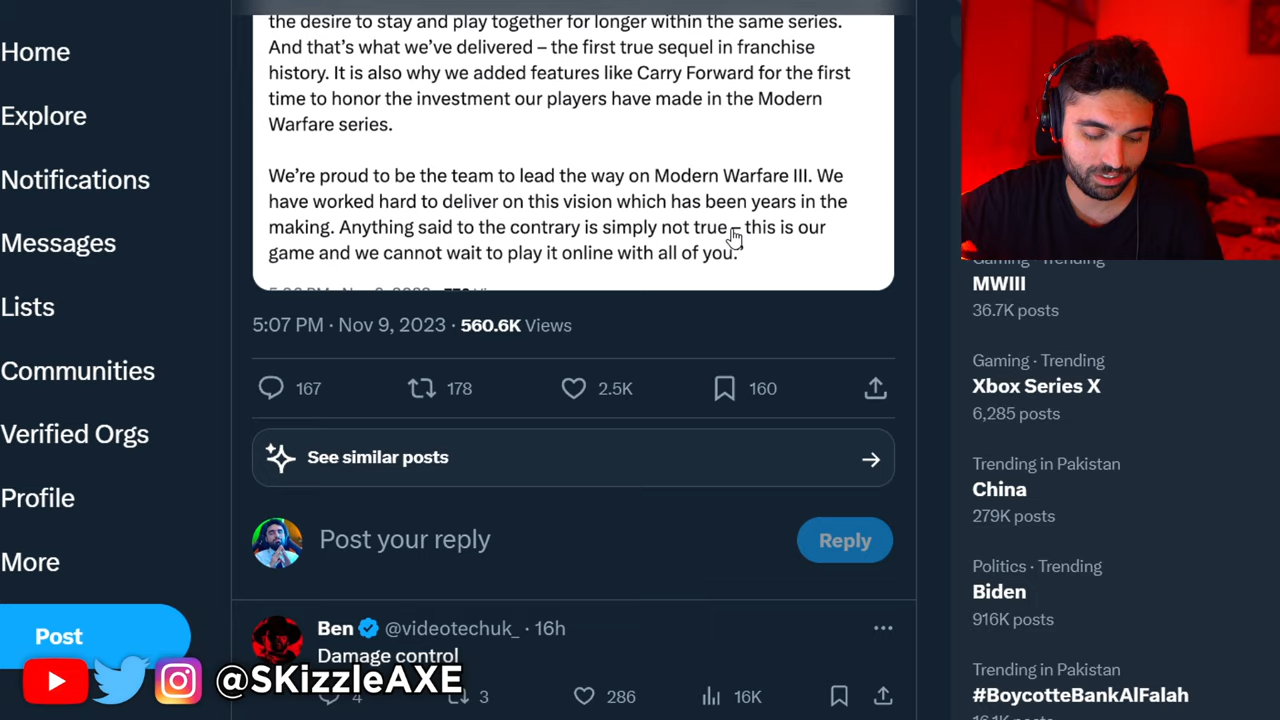 Home
Explore
Notifications
Messages
Lists
Communities
Verified Orgs
Profile
More
Post
@SKizzleAXE
the desire to stay and play together for longer within the same series.
And that's what we've delivered – the first true sequel in franchise
history. It is also why we added features like Carry Forward for the first
time to honor the investment our players have made in the Modern
Warfare series.
We're proud to be the team to lead the way on Modern Warfare III. We
have worked hard to deliver on this vision which has been years in the
making. Anything said to the contrary is simply not true – this is our
game and we cannot wait to play it online with all of you."
5:07 PM · Nov 9, 2023 · 560.6K Views
167 178 2.5K 160
See similar posts
Post your reply Reply
Ben @videotechuk_ · 16h
Damage control
4 3 286 16K
Gaming · Trending
MWIII
36.7K posts
Gaming · Trending
Xbox Series X
6,285 posts
Trending in Pakistan
China
279K posts
Politics · Trending
Biden
916K posts
Trending in Pakistan
#BoycotteBankAlFalah
16.1K posts